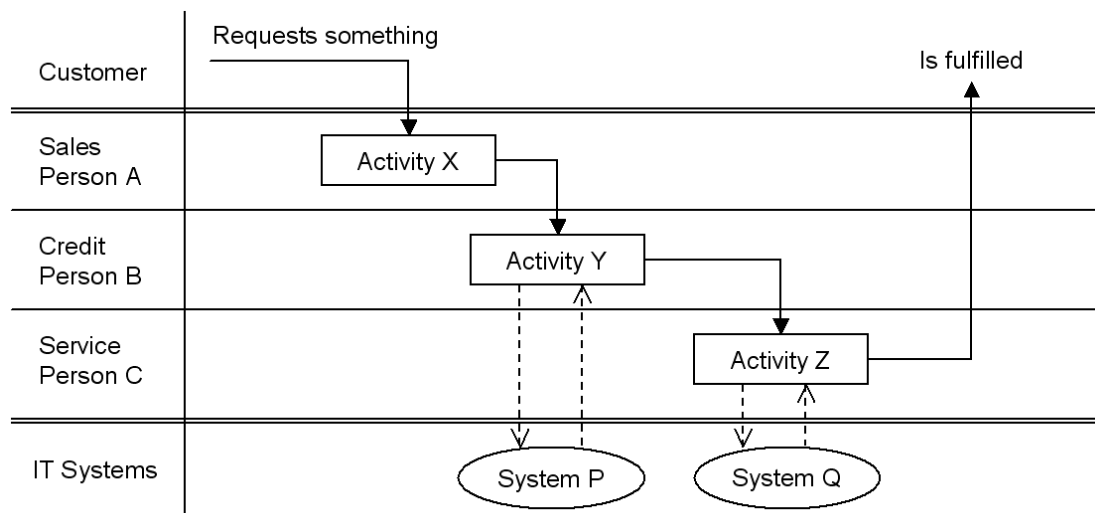 Requests something
Customer
Is fulfilled
Sales
Person A
Activity X
Credit
Person B
Activity Y
Service
Person C
Activity Z
IT Systems
System P
System Q